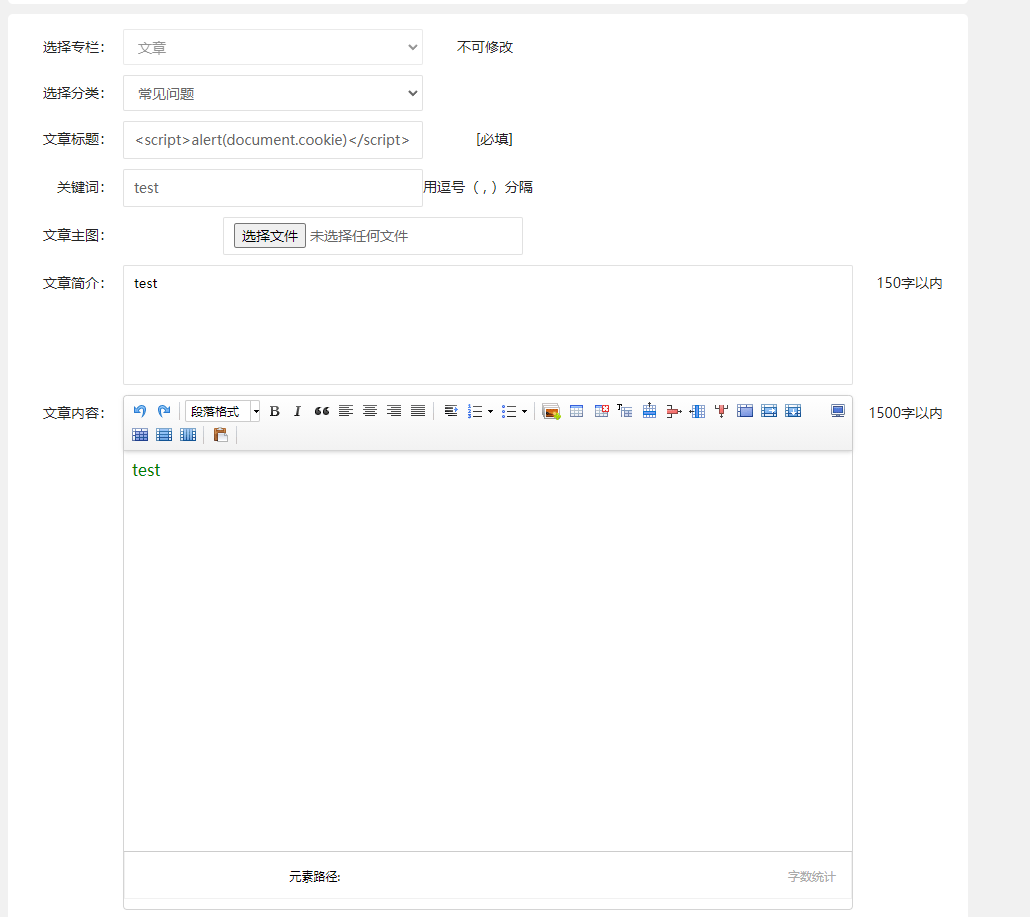 选择专栏： 文章 不可修改
选择分类： 常见问题
文章标题： <script>alert(document.cookie)</script> [必填]
关键词： test 用逗号（ , ）分隔
文章主图： 选择文件 未选择任何文件
文章简介： test 150字以内
文章内容： 段落格式 B I 1500字以内
test
元素路径: 字数统计